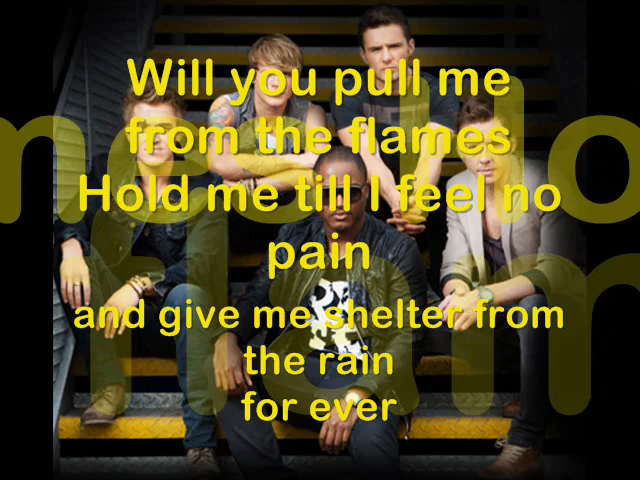 Will you pull me
from the flames
Hold me till I feel no
pain
and give me shelter from
the rain
for ever